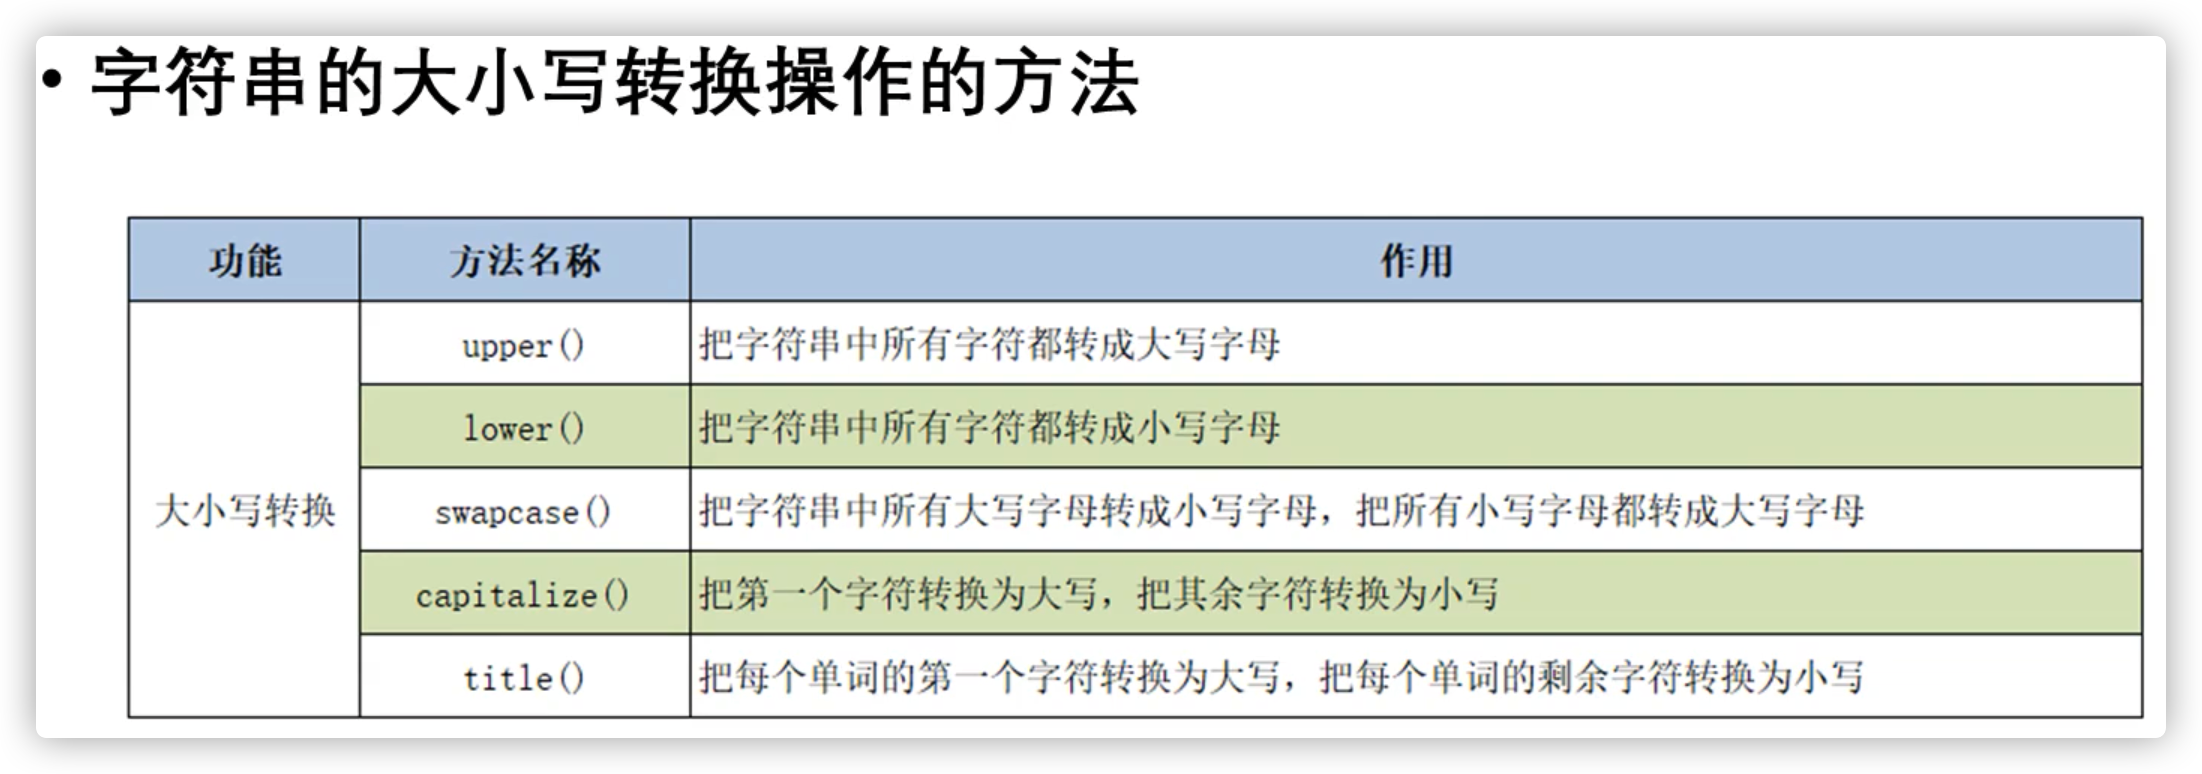 • 字符串的大小写转换操作的方法
功能 方法名称 作用
upper() 把字符串中所有字符都转成大写字母
lower() 把字符串中所有字符都转成小写字母
大小写转换 swapcase() 把字符串中所有大写字母转成小写字母，把所有小写字母都转成大写字母
capitalize() 把第一个字符转换为大写，把其余字符转换为小写
title() 把每个单词的第一个字符转换为大写，把每个单词的剩余字符转换为小写